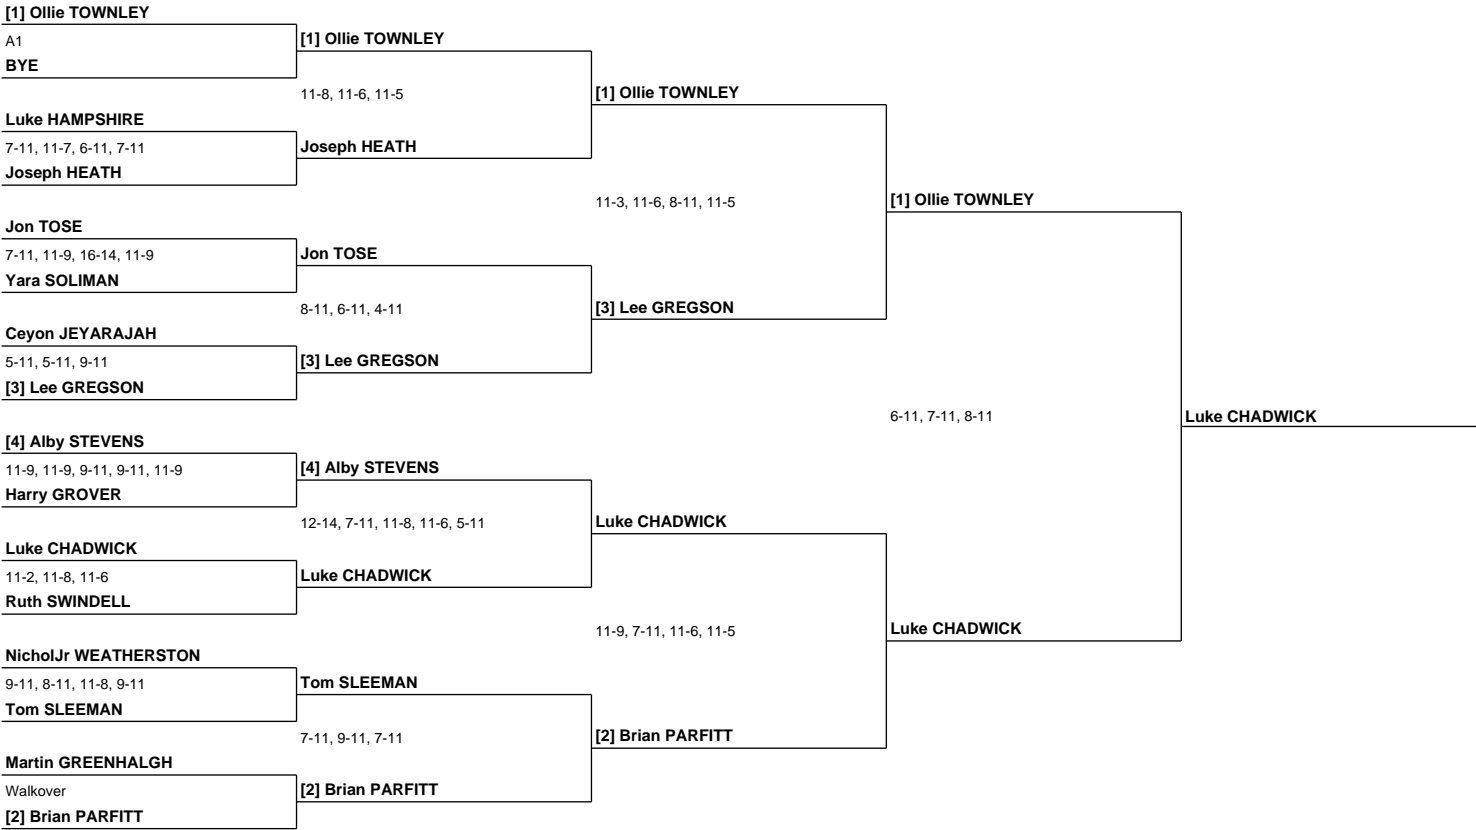 [1] Ollie TOWNLEY
A1
BYE
Luke HAMPSHIRE
7-11, 11-7, 6-11, 7-11
Joseph HEATH
Jon TOSE
7-11, 11-9, 16-14, 11-9
Yara SOLIMAN
Ceyon JEYARAJAH
5-11, 5-11, 9-11
[3] Lee GREGSON
[4] Alby STEVENS
11-9, 11-9, 9-11, 9-11, 11-9
Harry GROVER
Luke CHADWICK
11-2, 11-8, 11-6
Ruth SWINDELL
NicholJr WEATHERSTON
9-11, 8-11, 11-8, 9-11
Tom SLEEMAN
Martin GREENHALGH
Walkover
[2] Brian PARFITT
[1] Ollie TOWNLEY
11-8, 11-6, 11-5
Joseph HEATH
Jon TOSE
8-11, 6-11, 4-11
[3] Lee GREGSON
[4] Alby STEVENS
12-14, 7-11, 11-8, 11-6, 5-11
Luke CHADWICK
Tom SLEEMAN
7-11, 9-11, 7-11
[2] Brian PARFITT
[1] Ollie TOWNLEY
11-3, 11-6, 8-11, 11-5
[3] Lee GREGSON
Luke CHADWICK
11-9, 7-11, 11-6, 11-5
[2] Brian PARFITT
[1] Ollie TOWNLEY
6-11, 7-11, 8-11
Luke CHADWICK
Luke CHADWICK